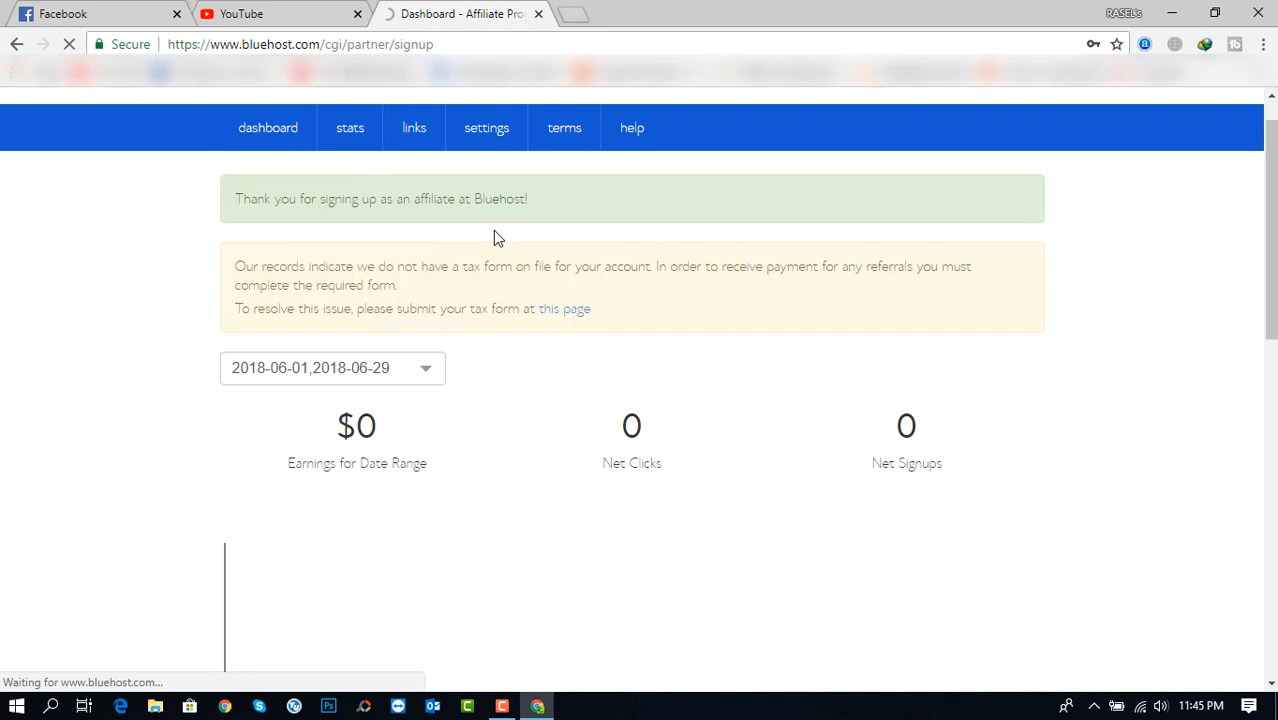 Facebook
YouTube
Dashboard - Affiliate Pro
RASEL's
Secure
https://www.bluehost.com/cgi/partner/signup
dashboard
stats
links
settings
terms
help
Thank you for signing up as an affiliate at Bluehost!
Our records indicate we do not have a tax form on file for your account. In order to receive payment for any referrals you must
complete the required form.
To resolve this issue, please submit your tax form at this page
2018-06-01,2018-06-29
$0
0
0
Earnings for Date Range
Net Clicks
Net Signups
Waiting for www.bluehost.com...
11:45 PM